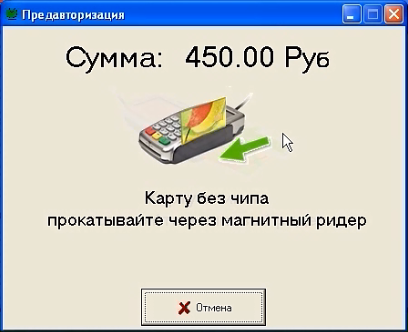 Предавторизация
Сумма: 450.00 Руб
Карту без чипа
прокатывайте через магнитный ридер
Отмена